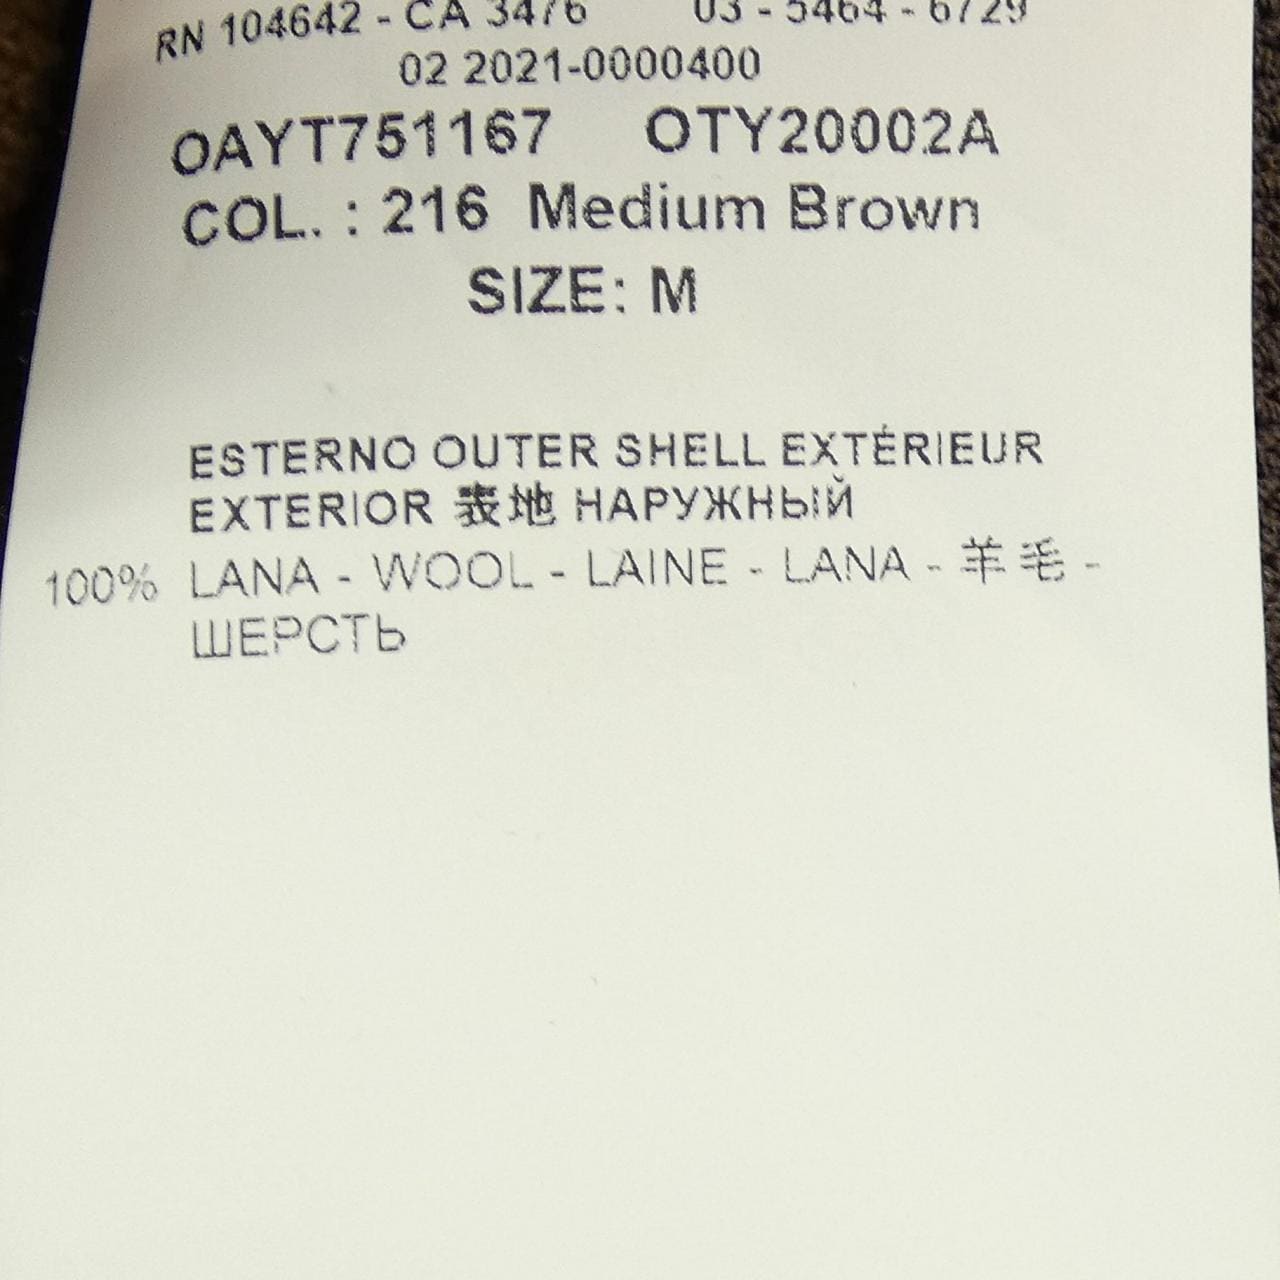 RN 104642 - CA 3476 03 - 5464 - 6729
02 2021-0000400
OAYT751167 OTY20002A
COL. : 216 Medium Brown
SIZE: M
ESTERNO OUTER SHELL EXTÉRIEUR
EXTERIOR 表地 НАРУЖНЫЙ
100% LANA - WOOL - LAINE - LANA - 羊毛 -
ШЕРСТЬ